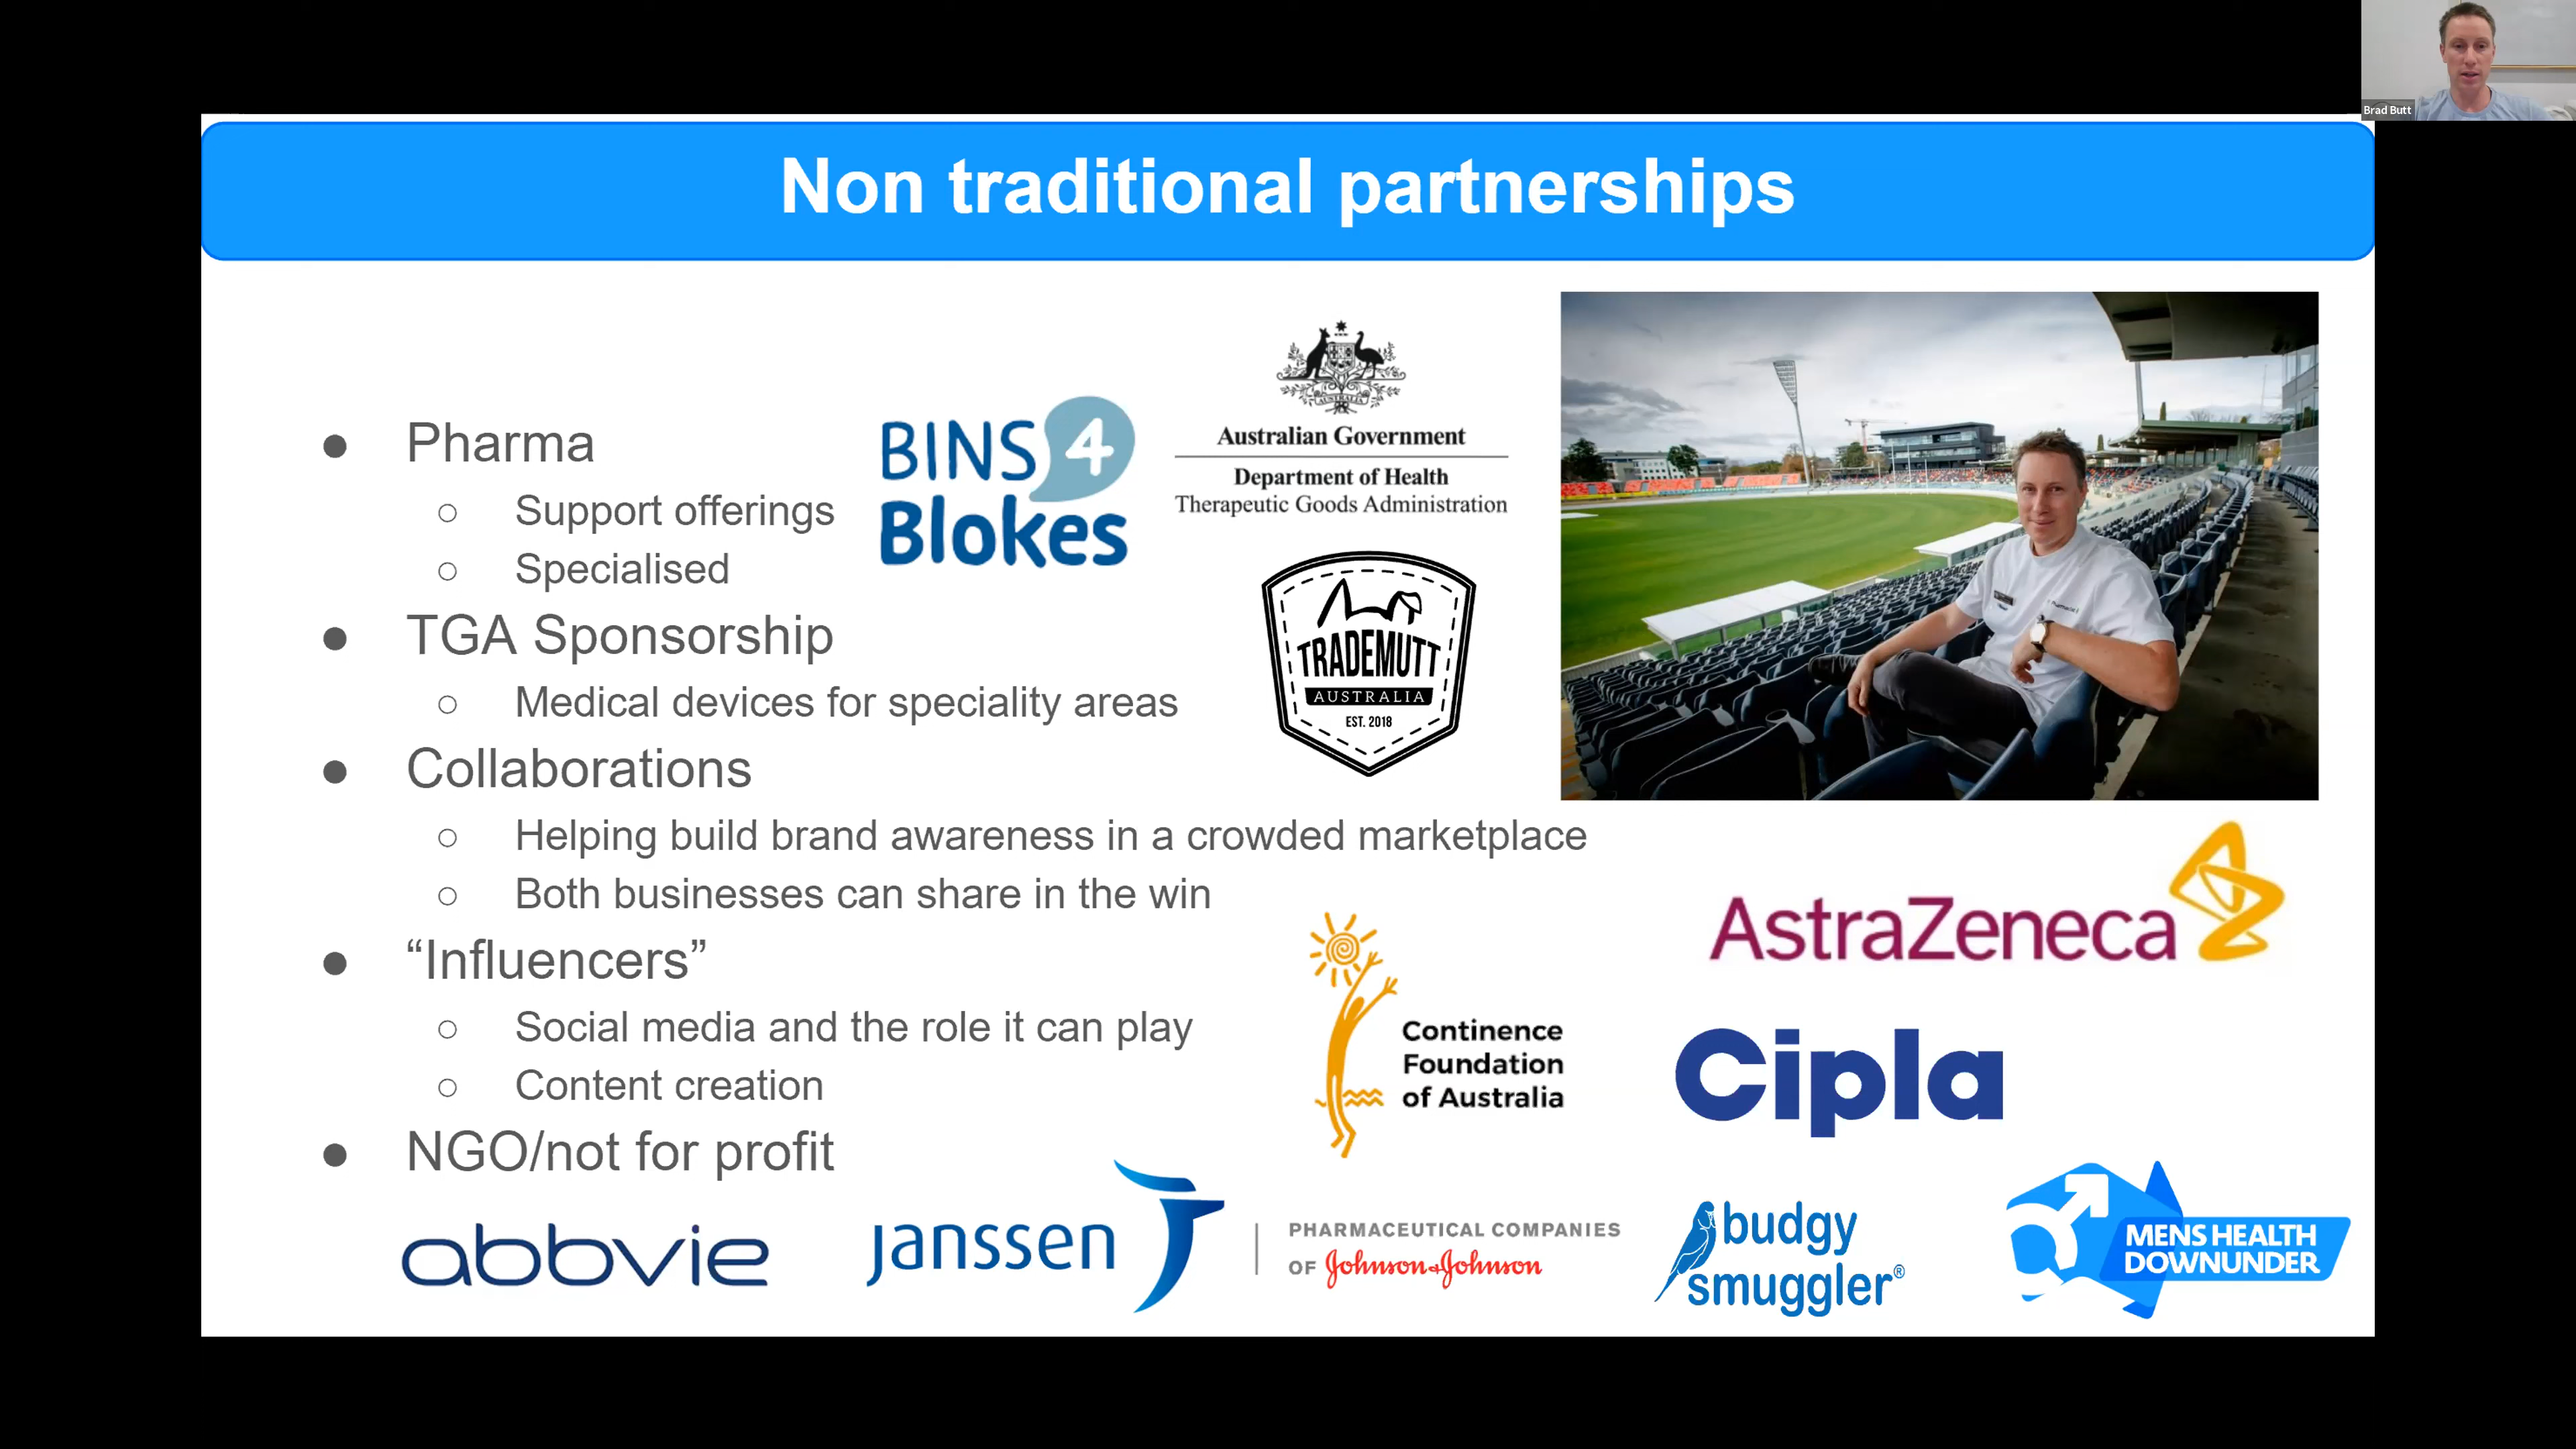 Brad Butt
Non traditional partnerships
● Pharma
○ Support offerings
○ Specialised
● TGA Sponsorship
○ Medical devices for speciality areas
● Collaborations
○ Helping build brand awareness in a crowded marketplace
○ Both businesses can share in the win
● “Influencers”
○ Social media and the role it can play
○ Content creation
● NGO/not for profit
BINS 4
Blokes
Australian Government
Department of Health
Therapeutic Goods Administration
TRADEMUTT
AUSTRALIA
EST. 2018
AstraZeneca
Continence
Foundation
of Australia
Cipla
abbvie
janssen
PHARMACEUTICAL COMPANIES
OF Johnson & Johnson
budgy
smuggler®
MENS HEALTH
DOWNUNDER